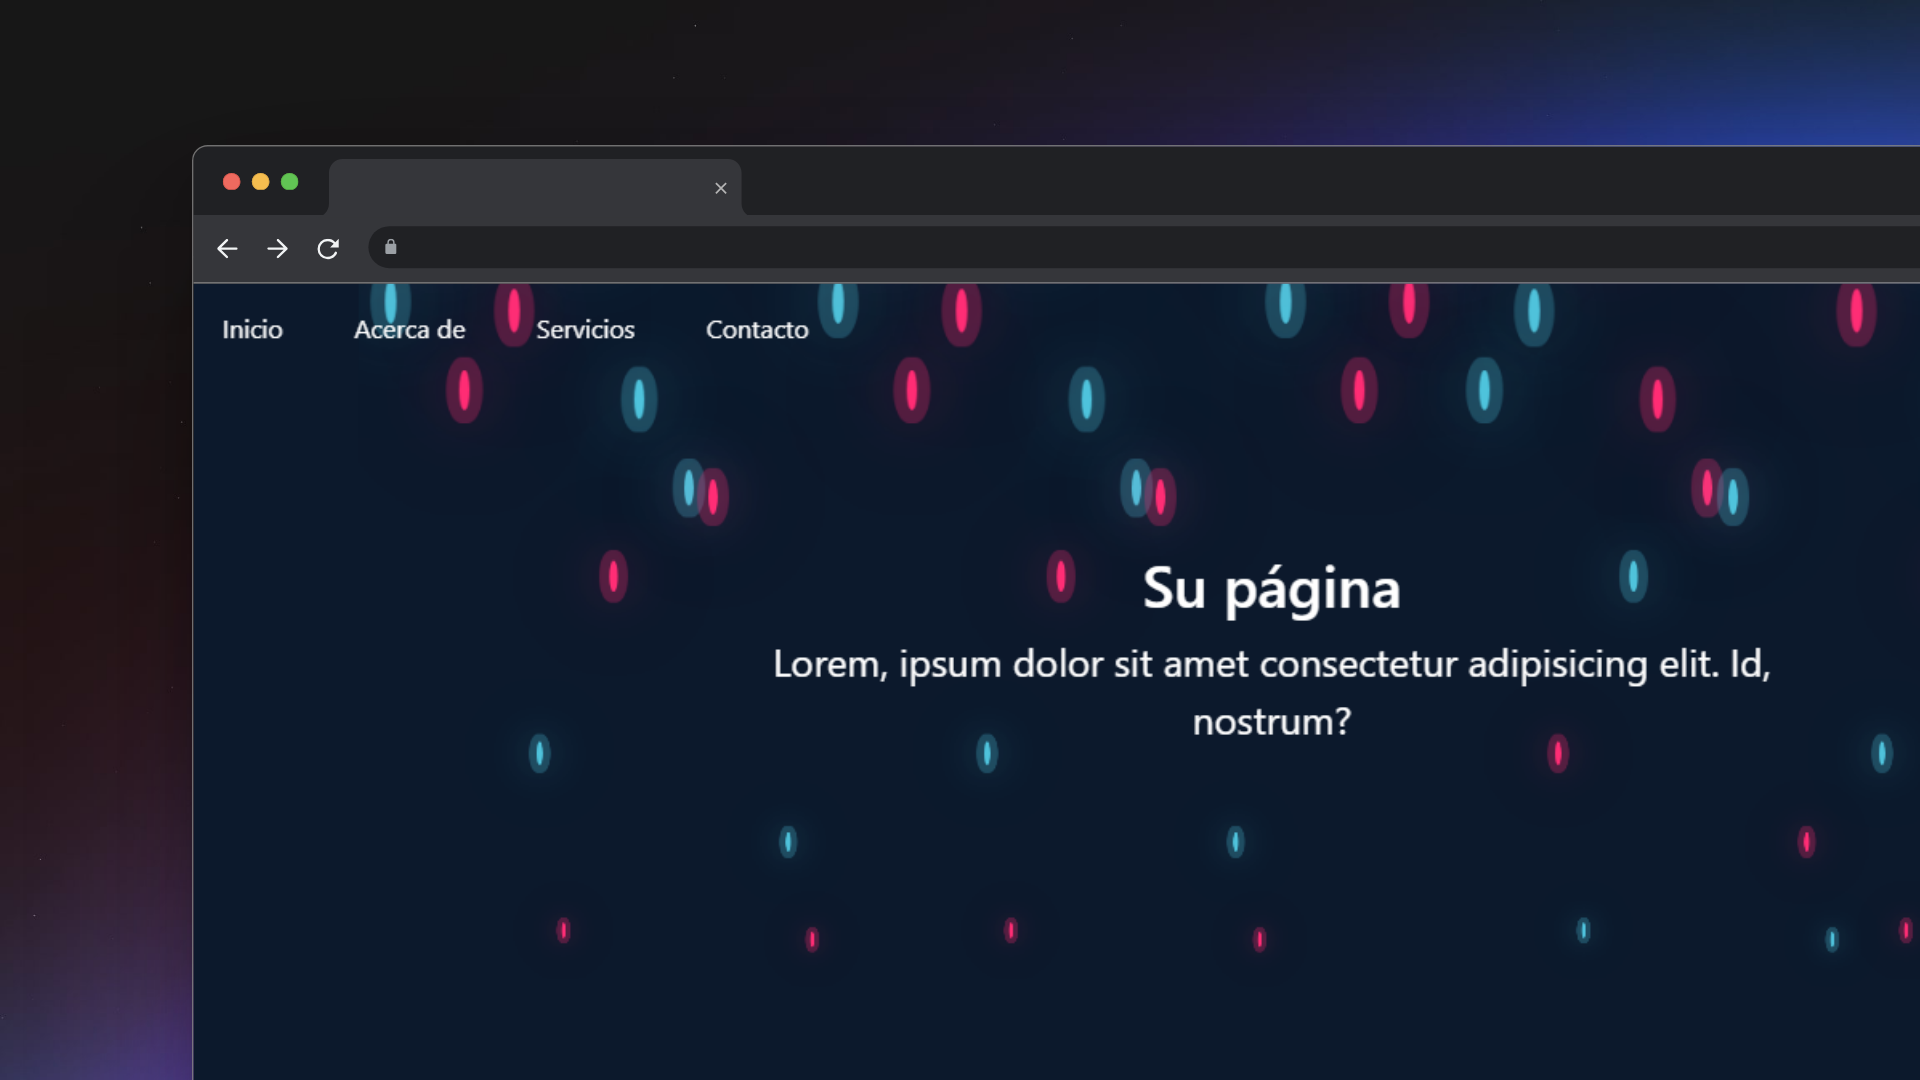 Inicio Acerca de Servicios Contacto
Su página
Lorem, ipsum dolor sit amet consectetur adipisicing elit. Id,
nostrum?